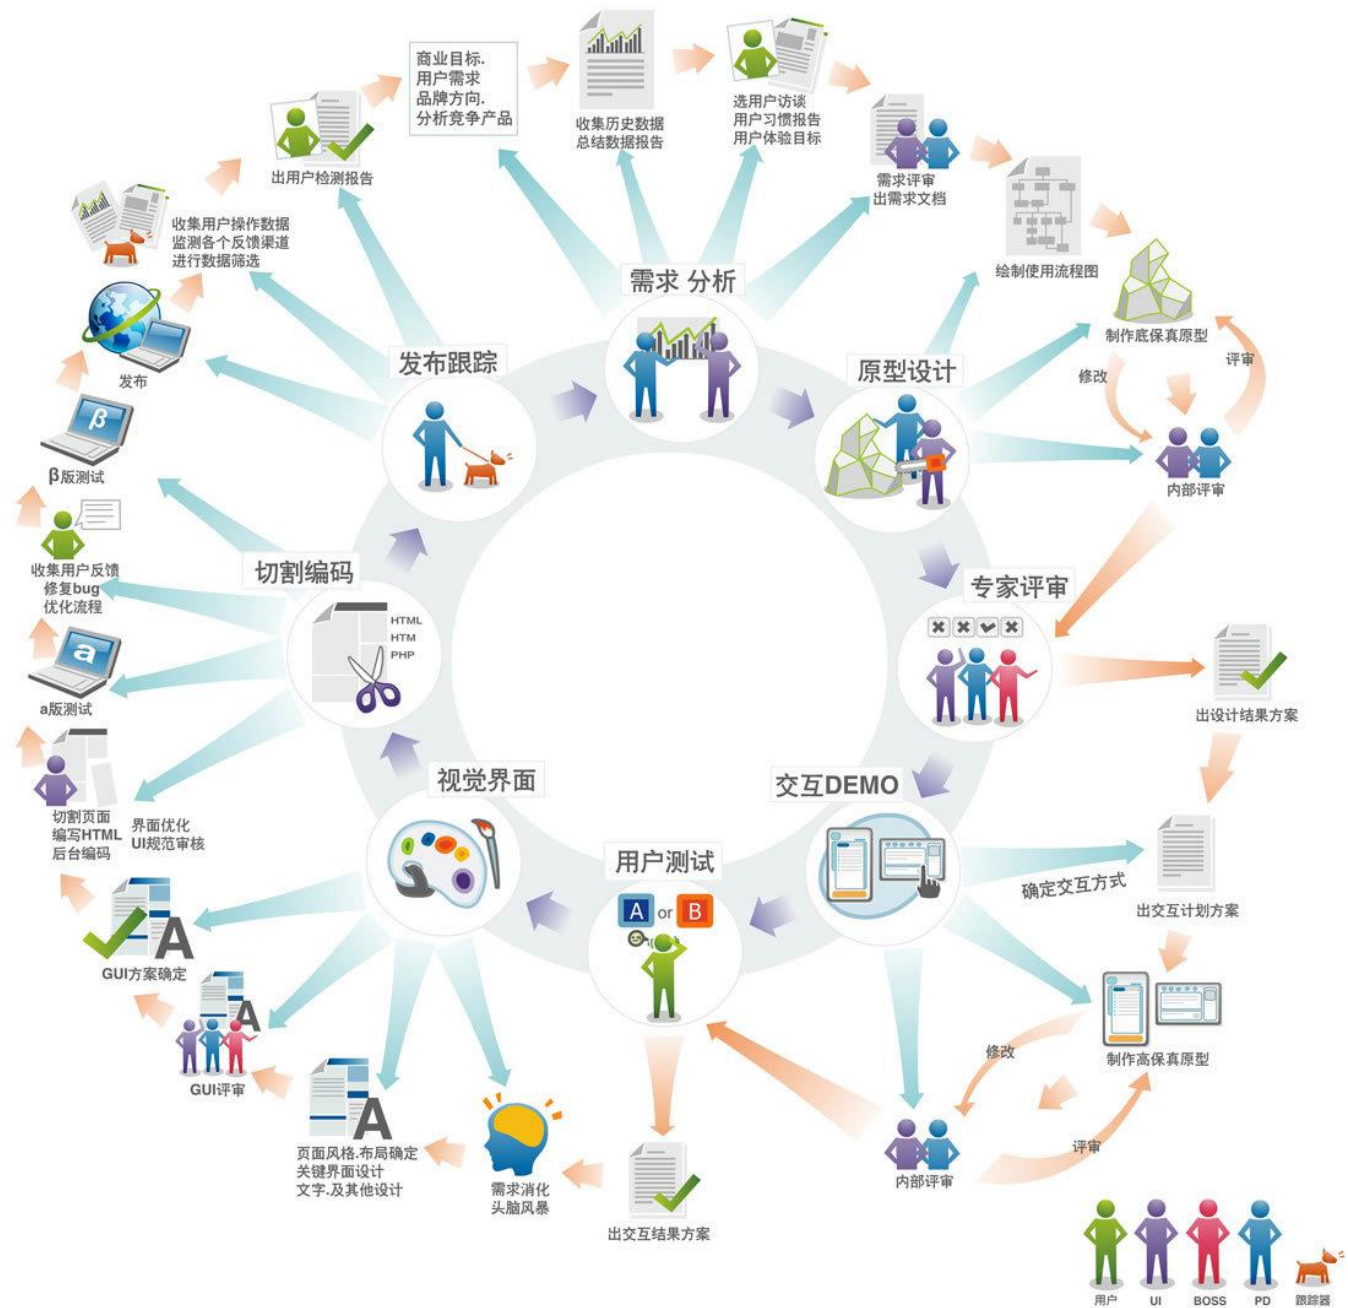 商业目标.
用户需求
品牌方向.
分析竞争产品
收集历史数据
总结数据报告
选用户访谈
用户习惯报告
用户体验目标
需求评审
出需求文档
绘制使用流程图
制作底保真原型
修改
评审
内部评审
出用户检测报告
收集用户操作数据
监测各个反馈渠道
进行数据筛选
发布
β
β版测试
收集用户反馈
修复bug
优化流程
a
a版测试
切割页面
编写HTML
后台编码
界面优化
UI规范审核
A
GUI方案确定
A
GUI评审
A
页面风格.布局确定
关键界面设计
文字.及其他设计
需求消化
头脑风暴
出交互结果方案
需求 分析
原型设计
专家评审
交互DEMO
用户测试
A or B
视觉界面
切割编码
HTML
HTM
PHP
发布跟踪
出设计结果方案
确定交互方式
出交互计划方案
制作高保真原型
修改
评审
内部评审
用户
UI
BOSS
PD
跟踪器